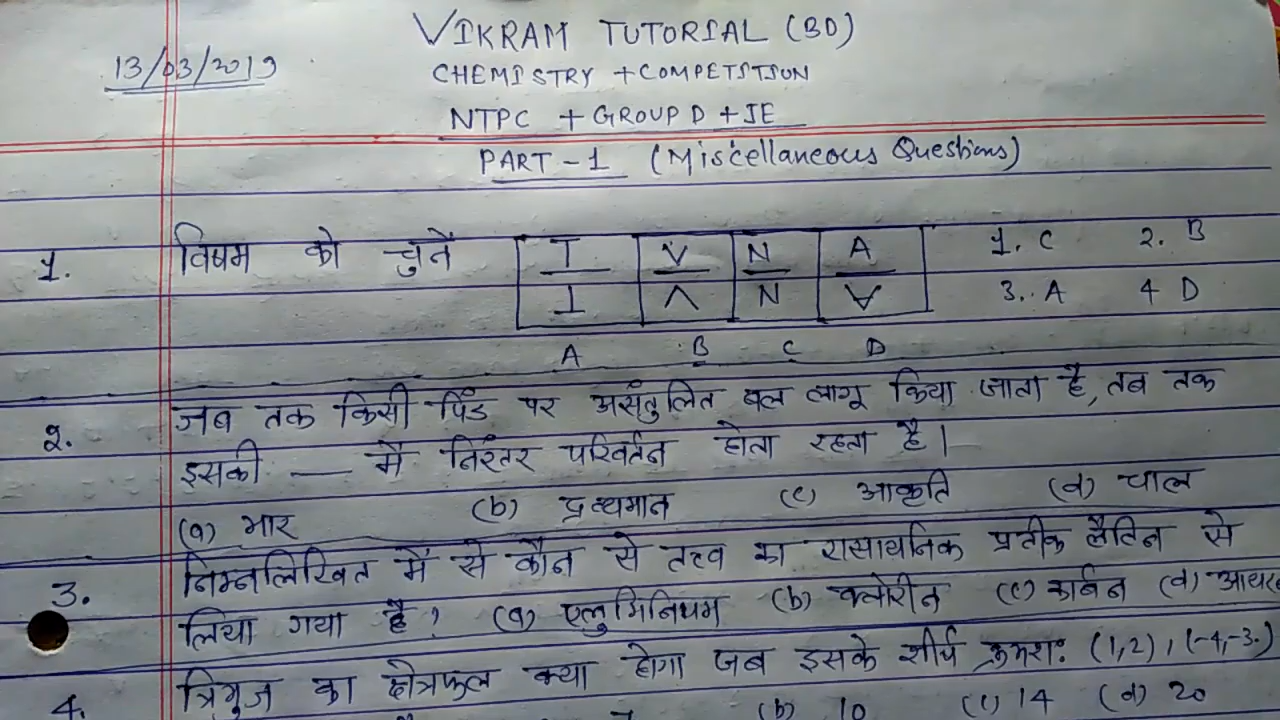 VIKRAM TUTORIAL (BD)
13/03/2019
CHEMISTRY + COMPETITION
NTPC + GROUP D + JE
PART - 1 (Miscellaneous Questions)
1. विषम को चुनें T V N A 1. C 2. B
⊥ Λ N ∀ 3. A 4 D
A B C D
2. जब तक किसी पिंड पर असंतुलित बल लागू किया जाता है, तब तक
इसकी — में निरंतर परिवर्तन होता रहता है।
(a) भार (b) द्रव्यमान (c) आकृति (d) चाल
3. निम्नलिखित में से कौन से तत्व का रासायनिक प्रतीक लैटिन से
लिया गया है? (a) एलुमिनियम (b) क्लोरीन (c) कार्बन (d)
4. त्रिभुज का क्षेत्रफल क्या होगा जब इसके शीर्ष क्रमशः (1,2), (-4,-3)
(b) 10 (c) 14 (d) 20